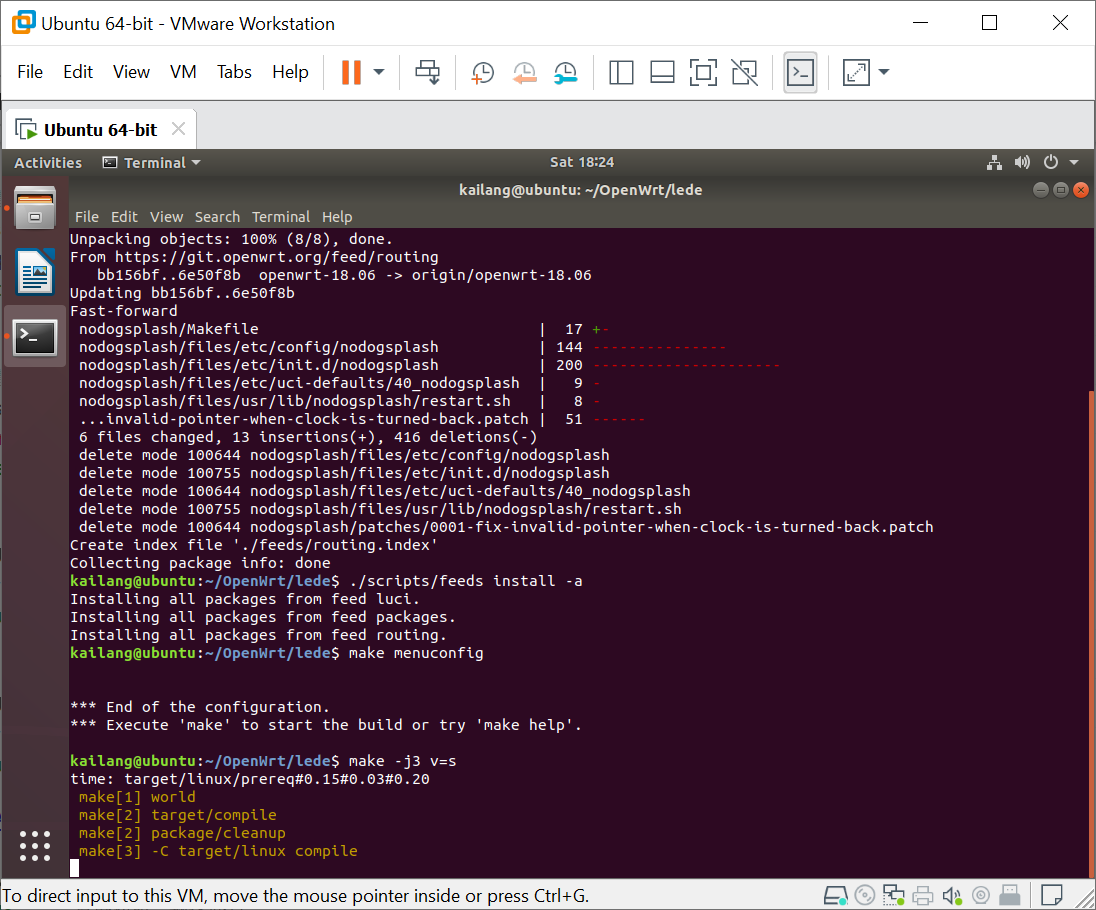 Ubuntu 64-bit - VMware Workstation
File Edit View VM Tabs Help
Ubuntu 64-bit
Activities Terminal Sat 18:24
kailang@ubuntu: ~/OpenWrt/lede
File Edit View Search Terminal Help
Unpacking objects: 100% (8/8), done.
From https://git.openwrt.org/feed/routing
   bb156bf..6e50f8b  openwrt-18.06 -> origin/openwrt-18.06
Updating bb156bf..6e50f8b
Fast-forward
 nodogsplash/Makefile                               |  17 +-
 nodogsplash/files/etc/config/nodogsplash           | 144 ---------------
 nodogsplash/files/etc/init.d/nodogsplash           | 200 ---------------------
 nodogsplash/files/etc/uci-defaults/40_nodogsplash  |   9 -
 nodogsplash/files/usr/lib/nodogsplash/restart.sh   |   8 -
 ...invalid-pointer-when-clock-is-turned-back.patch |  51 ------
 6 files changed, 13 insertions(+), 416 deletions(-)
 delete mode 100644 nodogsplash/files/etc/config/nodogsplash
 delete mode 100755 nodogsplash/files/etc/init.d/nodogsplash
 delete mode 100644 nodogsplash/files/etc/uci-defaults/40_nodogsplash
 delete mode 100755 nodogsplash/files/usr/lib/nodogsplash/restart.sh
 delete mode 100644 nodogsplash/patches/0001-fix-invalid-pointer-when-clock-is-turned-back.patch
Create index file './feeds/routing.index'
Collecting package info: done
kailang@ubuntu:~/OpenWrt/lede$ ./scripts/feeds install -a
Installing all packages from feed luci.
Installing all packages from feed packages.
Installing all packages from feed routing.
kailang@ubuntu:~/OpenWrt/lede$ make menuconfig
*** End of the configuration.
*** Execute 'make' to start the build or try 'make help'.
kailang@ubuntu:~/OpenWrt/lede$ make -j3 v=s
time: target/linux/prereq#0.15#0.03#0.20
 make[1] world
 make[2] target/compile
 make[2] package/cleanup
 make[3] -C target/linux compile
To direct input to this VM, move the mouse pointer inside or press Ctrl+G.